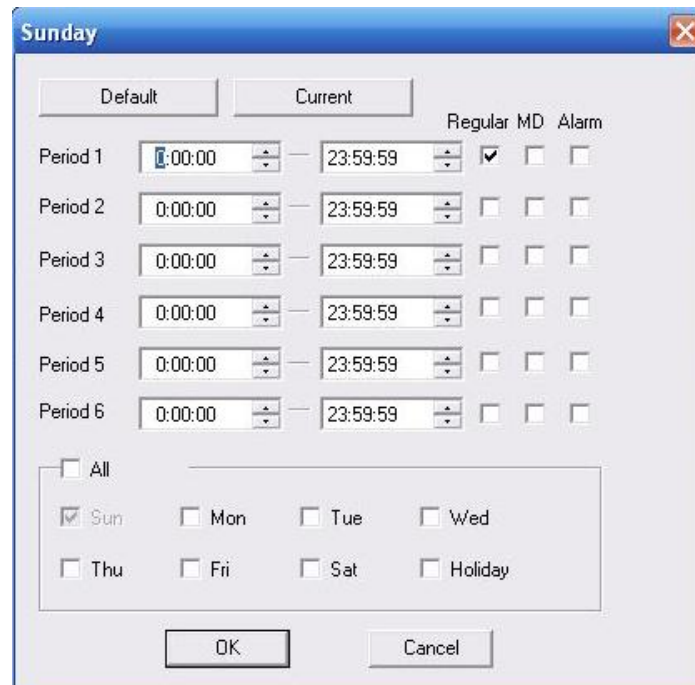 Sunday
Default Current
Regular MD Alarm
Period 1 0:00:00 23:59:59
Period 2 0:00:00 23:59:59
Period 3 0:00:00 23:59:59
Period 4 0:00:00 23:59:59
Period 5 0:00:00 23:59:59
Period 6 0:00:00 23:59:59
All
Sun Mon Tue Wed
Thu Fri Sat Holiday
OK Cancel